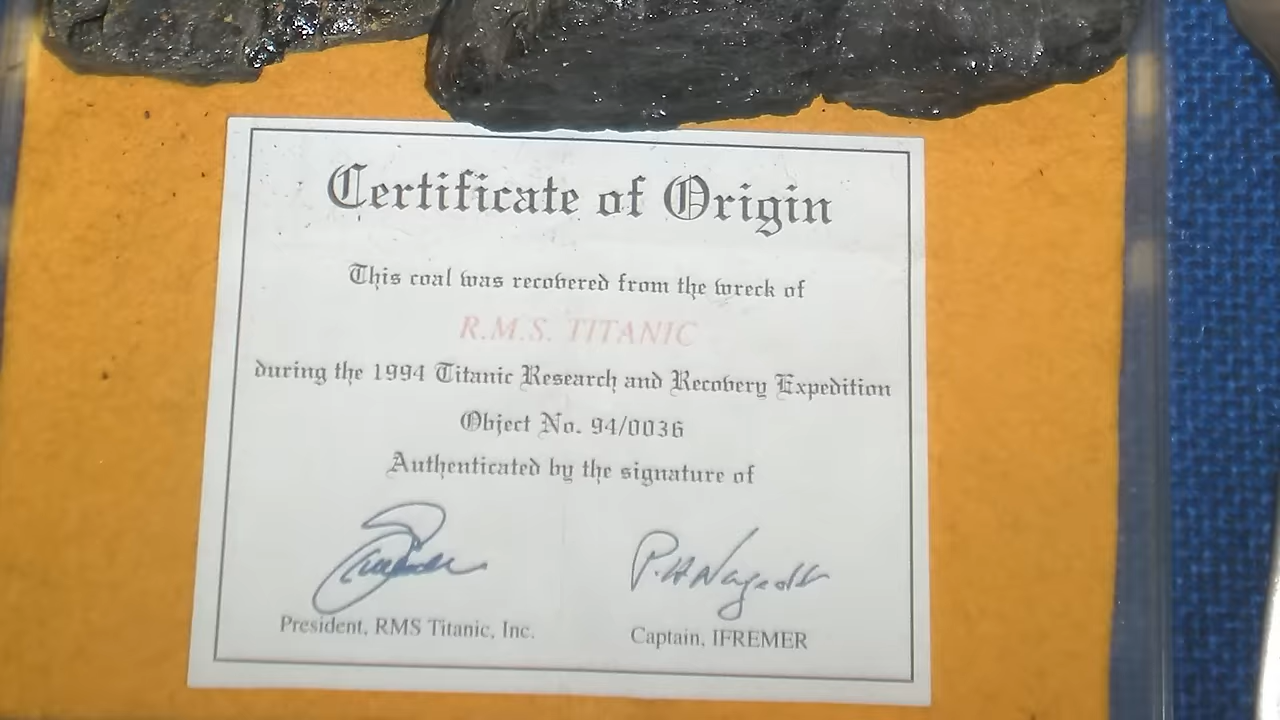 Certificate of Origin
This coal was recovered from the wreck of
R.M.S. TITANIC
during the 1994 Titanic Research and Recovery Expedition
Object No. 94/0036
Authenticated by the signature of
President, RMS Titanic, Inc.
Captain, IFREMER